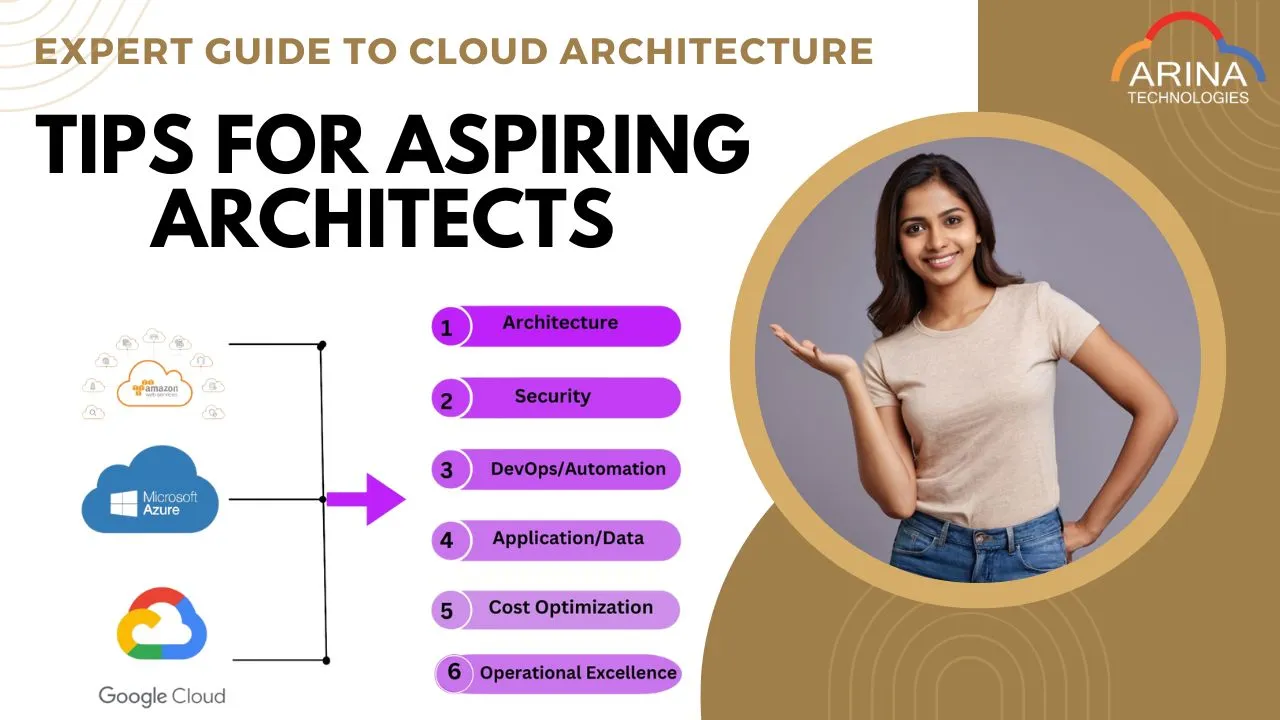 EXPERT GUIDE TO CLOUD ARCHITECTURE
ARINA
TECHNOLOGIES
TIPS FOR ASPIRING
ARCHITECTS
amazon
web services
Microsoft
Azure
Google Cloud
1 Architecture
2 Security
3 DevOps/Automation
4 Application/Data
5 Cost Optimization
6 Operational Excellence